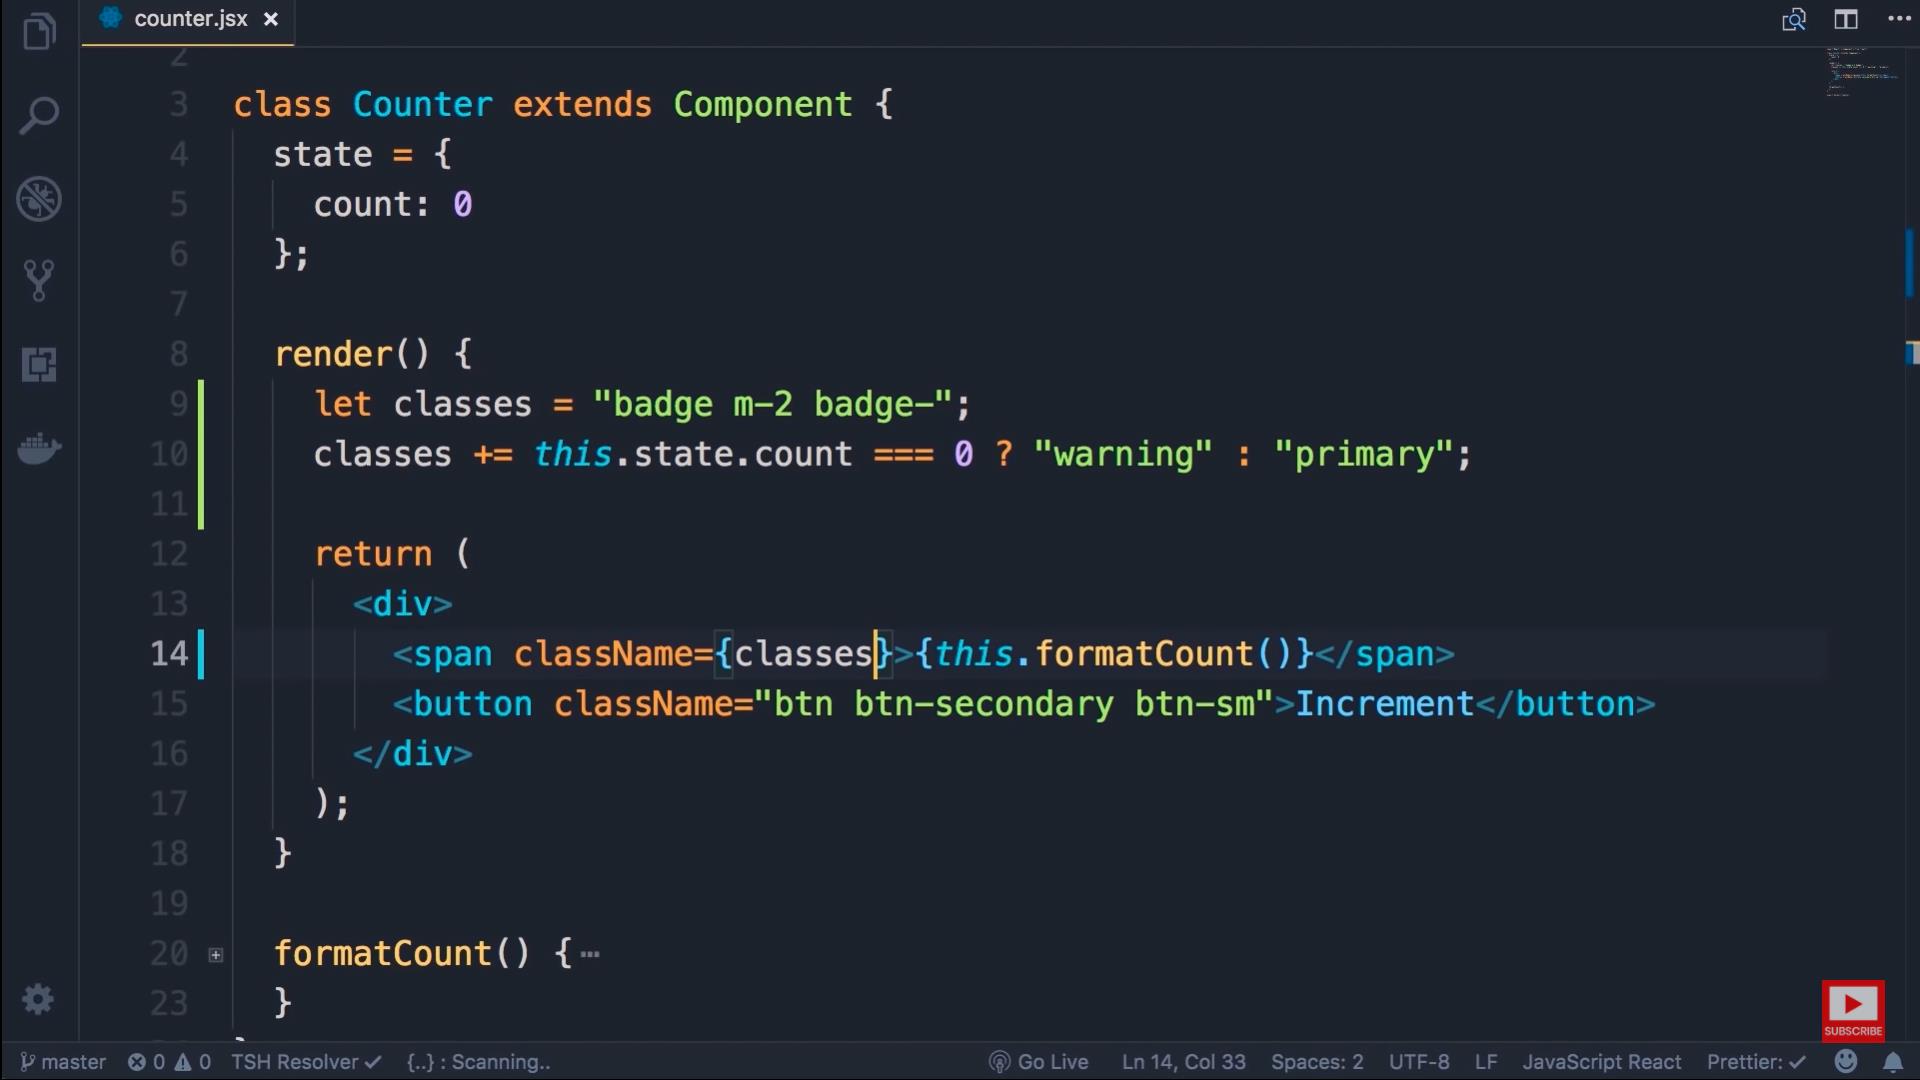 counter.jsx ×
2
3 class Counter extends Component {
4 state = {
5 count: 0
6 };
7
8 render() {
9 let classes = "badge m-2 badge-";
10 classes += this.state.count === 0 ? "warning" : "primary";
11
12 return (
13 <div>
14 <span className={classes}>{this.formatCount()}</span>
15 <button className="btn btn-secondary btn-sm">Increment</button>
16 </div>
17 );
18 }
19
20 formatCount() {…
23 }
SUBSCRIBE
master 0 0 TSH Resolver ✓ {..} : Scanning.. Go Live Ln 14, Col 33 Spaces: 2 UTF-8 LF JavaScript React Prettier: ✓